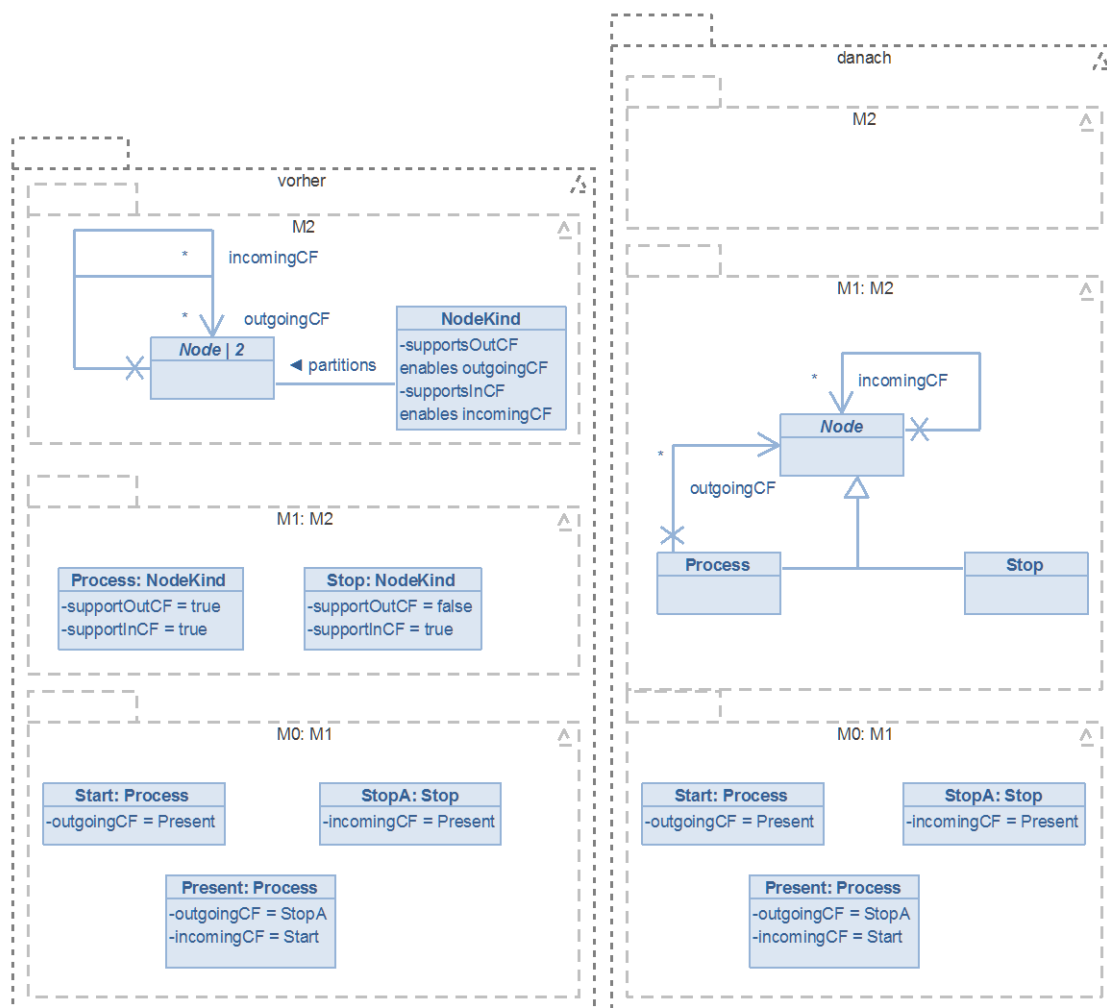 vorher
M2
*
incomingCF
*
outgoingCF
Node | 2
◄ partitions
NodeKind
-supportsOutCF
enables outgoingCF
-supportsInCF
enables incomingCF
M1: M2
Process: NodeKind
-supportOutCF = true
-supportInCF = true
Stop: NodeKind
-supportOutCF = false
-supportInCF = true
M0: M1
Start: Process
-outgoingCF = Present
StopA: Stop
-incomingCF = Present
Present: Process
-outgoingCF = StopA
-incomingCF = Start
danach
M2
M1: M2
*
incomingCF
Node
*
outgoingCF
Process
Stop
M0: M1
Start: Process
-outgoingCF = Present
StopA: Stop
-incomingCF = Present
Present: Process
-outgoingCF = StopA
-incomingCF = Start